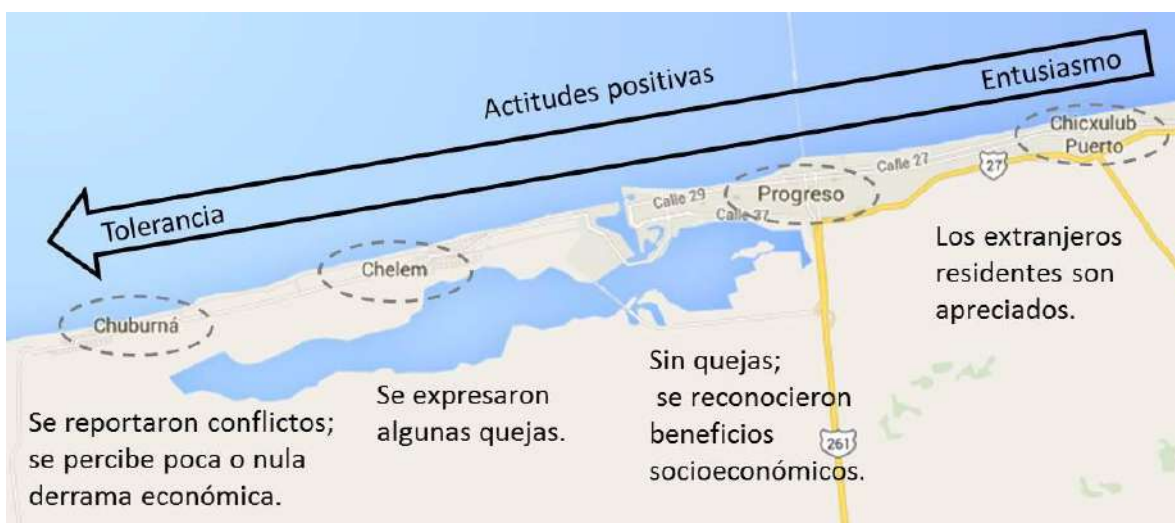 Actitudes positivas
Entusiasmo
Tolerancia
Chicxulub
Puerto
Calle 27
27
Progreso
Calle 29
Calle 37
Chelem
Chuburná
Los extranjeros
residentes son
apreciados.
Sin quejas;
se reconocieron
beneficios
socioeconómicos.
261
Se expresaron
algunas quejas.
Se reportaron conflictos;
se percibe poca o nula
derrama económica.